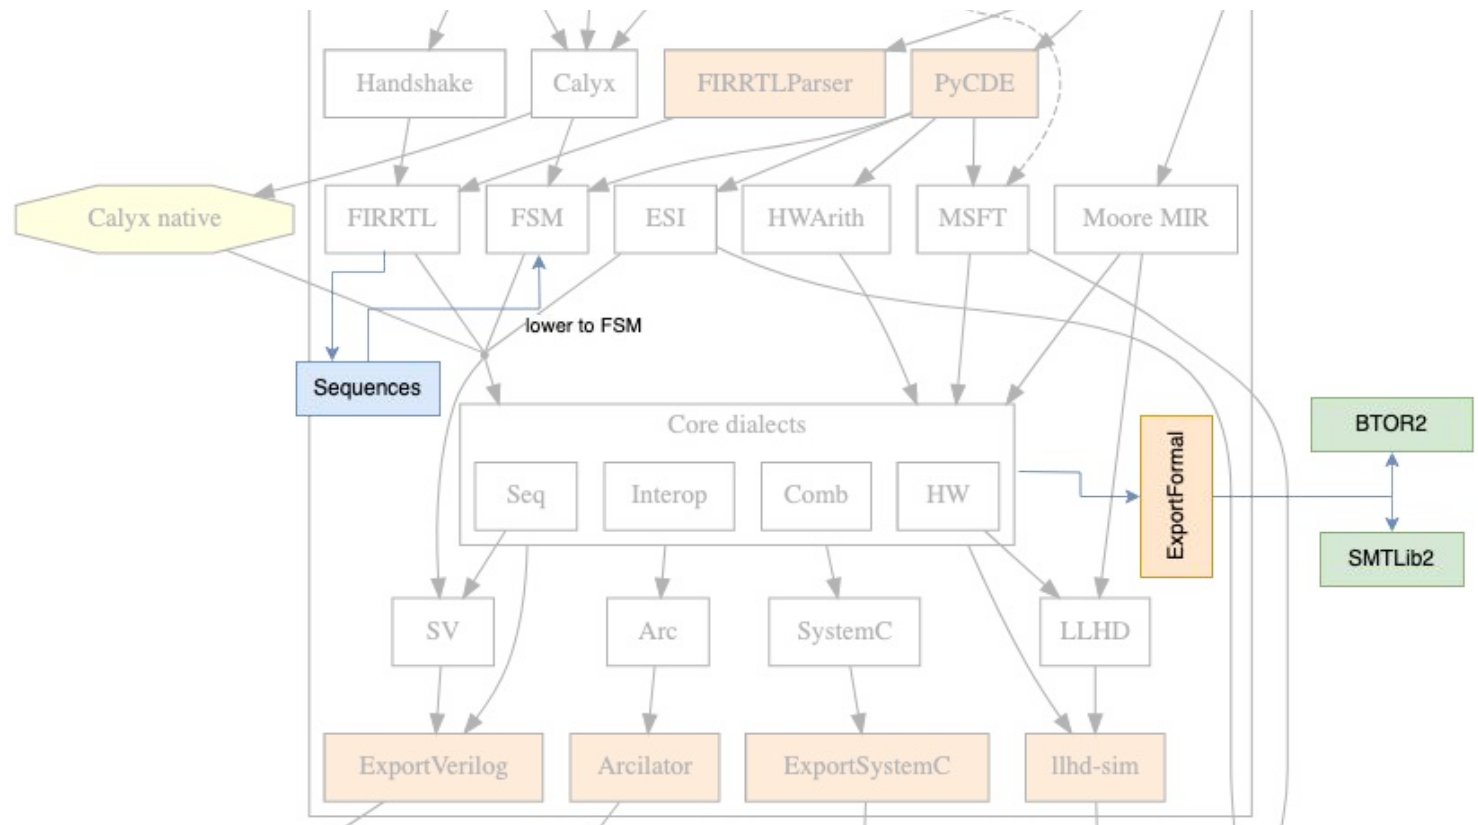 Handshake
Calyx
FIRRTLParser
PyCDE
Calyx native
FIRRTL
FSM
ESI
HWArith
MSFT
Moore MIR
lower to FSM
Sequences
Core dialects
Seq
Interop
Comb
HW
ExportFormal
BTOR2
SMTLib2
SV
Arc
SystemC
LLHD
ExportVerilog
Arcilator
ExportSystemC
llhd-sim